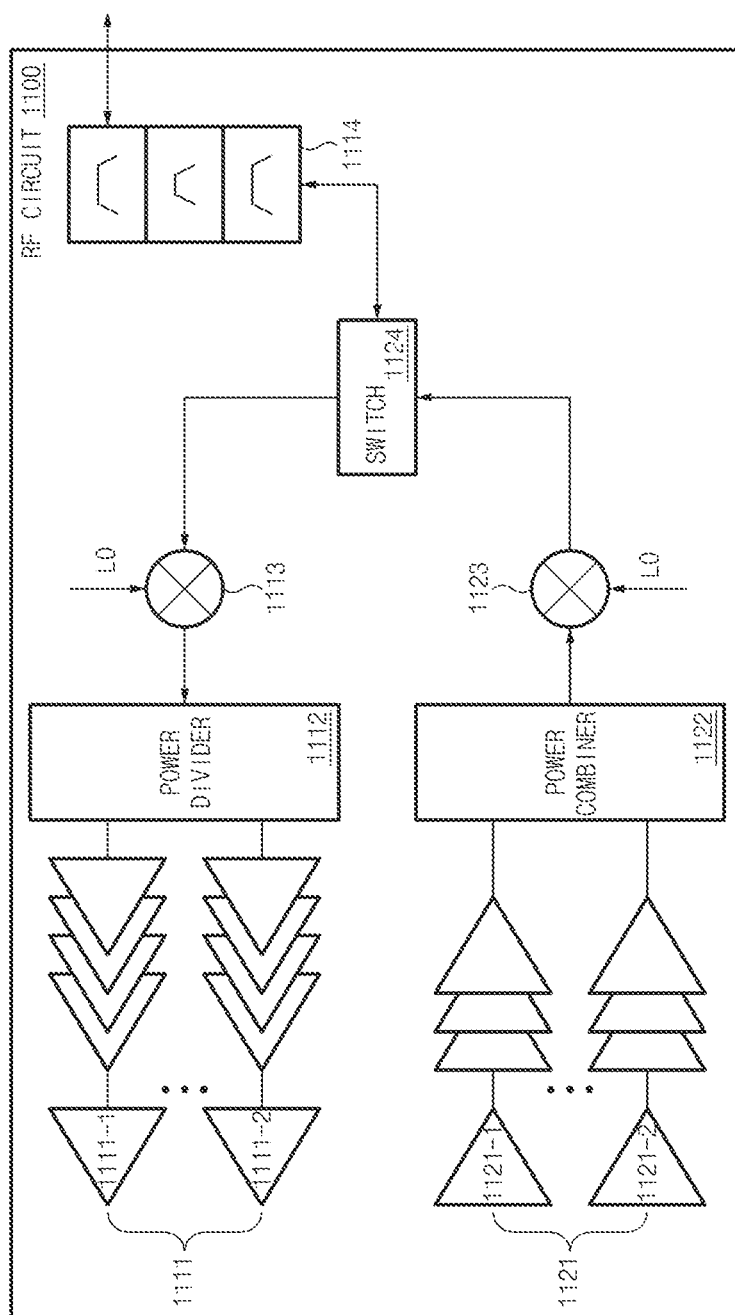 RF CIRCUIT 1100
1114
SWITCH 1124
LO
1113
1123
LO
POWER
DIVIDER
1112
POWER
COMBINER
1122
1111-1
1111-2
1111
1121-1
1121-2
1121